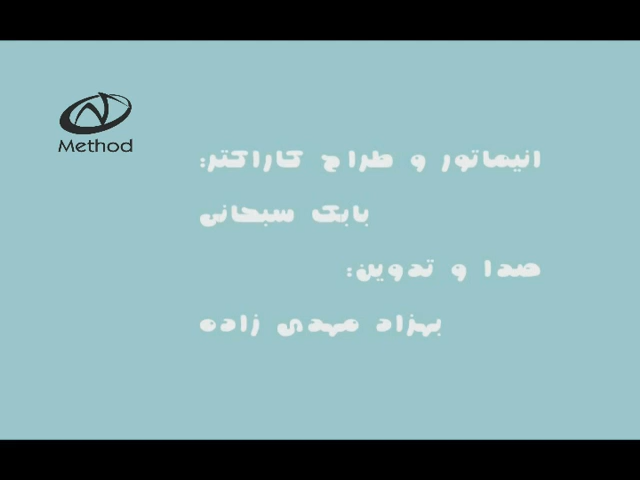 Method
انیماتور و طراح کاراکتر:
بابک سبحانی
صدا و تدوین:
بهزاد مهدی زاده